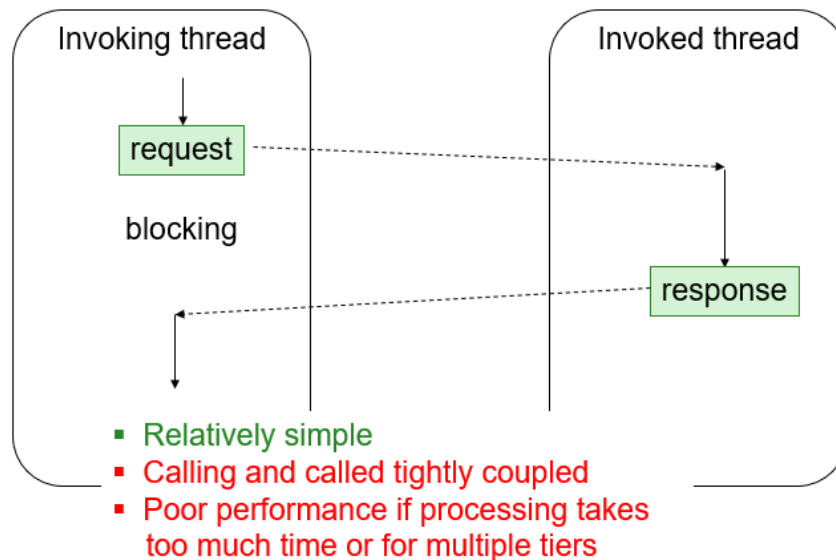 Invoking thread
Invoked thread
request
blocking
response
▪ Relatively simple
▪ Calling and called tightly coupled
▪ Poor performance if processing takes
too much time or for multiple tiers